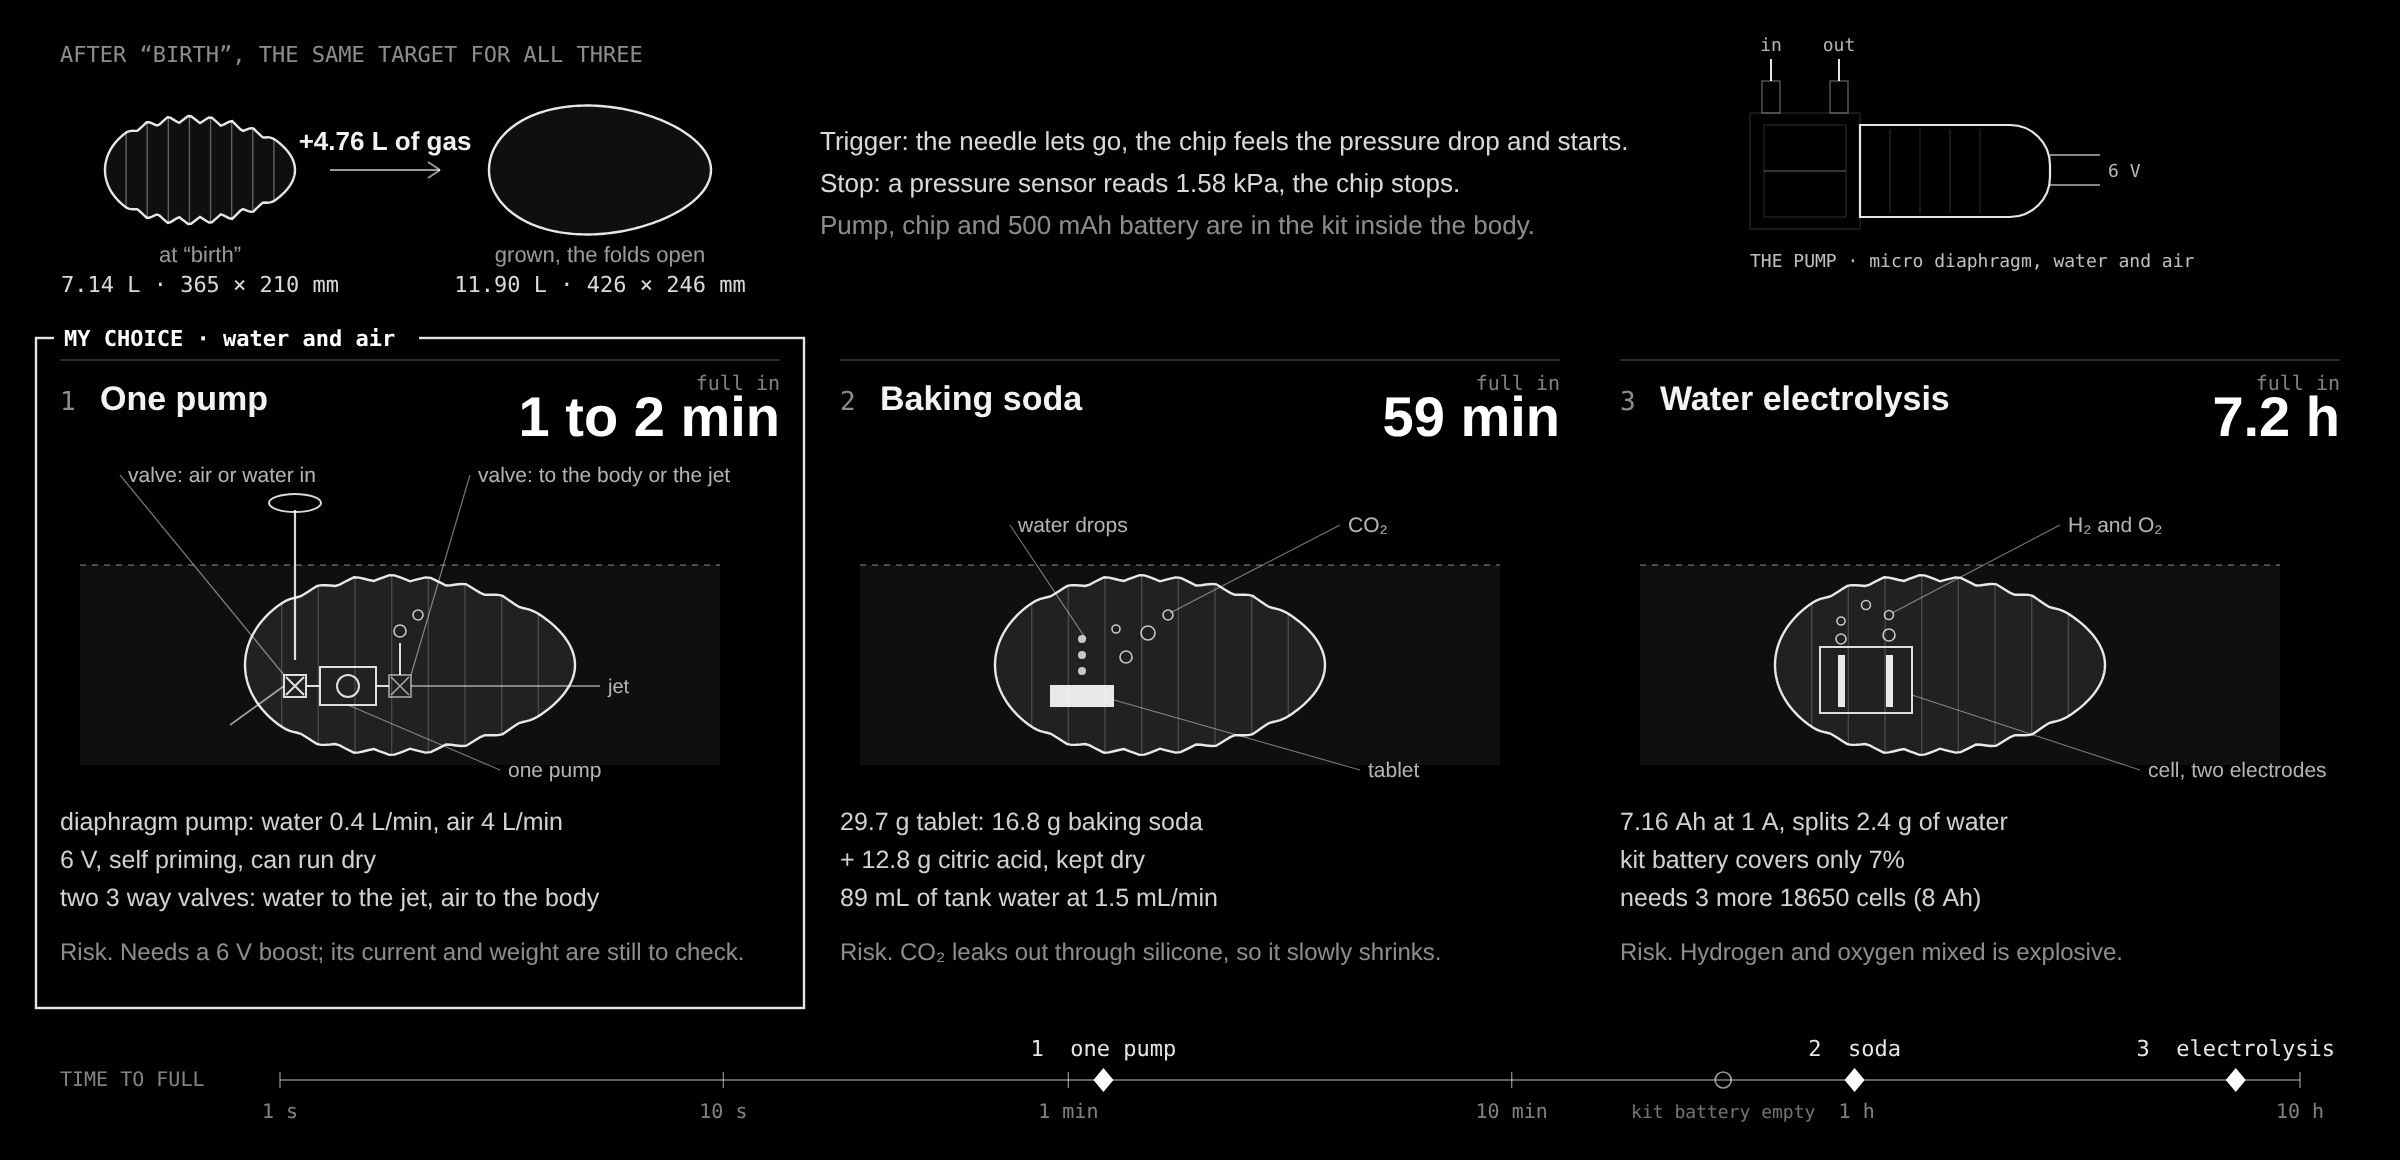 AFTER “BIRTH”, THE SAME TARGET FOR ALL THREE
+4.76 L of gas
at “birth”
7.14 L · 365 × 210 mm
grown, the folds open
11.90 L · 426 × 246 mm
Trigger: the needle lets go, the chip feels the pressure drop and starts.
Stop: a pressure sensor reads 1.58 kPa, the chip stops.
Pump, chip and 500 mAh battery are in the kit inside the body.
in
out
6 V
THE PUMP · micro diaphragm, water and air
MY CHOICE · water and air
1 One pump
full in
1 to 2 min
valve: air or water in
valve: to the body or the jet
jet
one pump
diaphragm pump: water 0.4 L/min, air 4 L/min
6 V, self priming, can run dry
two 3 way valves: water to the jet, air to the body
Risk. Needs a 6 V boost; its current and weight are still to check.
2 Baking soda
full in
59 min
water drops
CO₂
tablet
29.7 g tablet: 16.8 g baking soda
+ 12.8 g citric acid, kept dry
89 mL of tank water at 1.5 mL/min
Risk. CO₂ leaks out through silicone, so it slowly shrinks.
3 Water electrolysis
full in
7.2 h
H₂ and O₂
cell, two electrodes
7.16 Ah at 1 A, splits 2.4 g of water
kit battery covers only 7%
needs 3 more 18650 cells (8 Ah)
Risk. Hydrogen and oxygen mixed is explosive.
TIME TO FULL
1 one pump
2 soda
3 electrolysis
1 s
10 s
1 min
10 min
kit battery empty
1 h
10 h